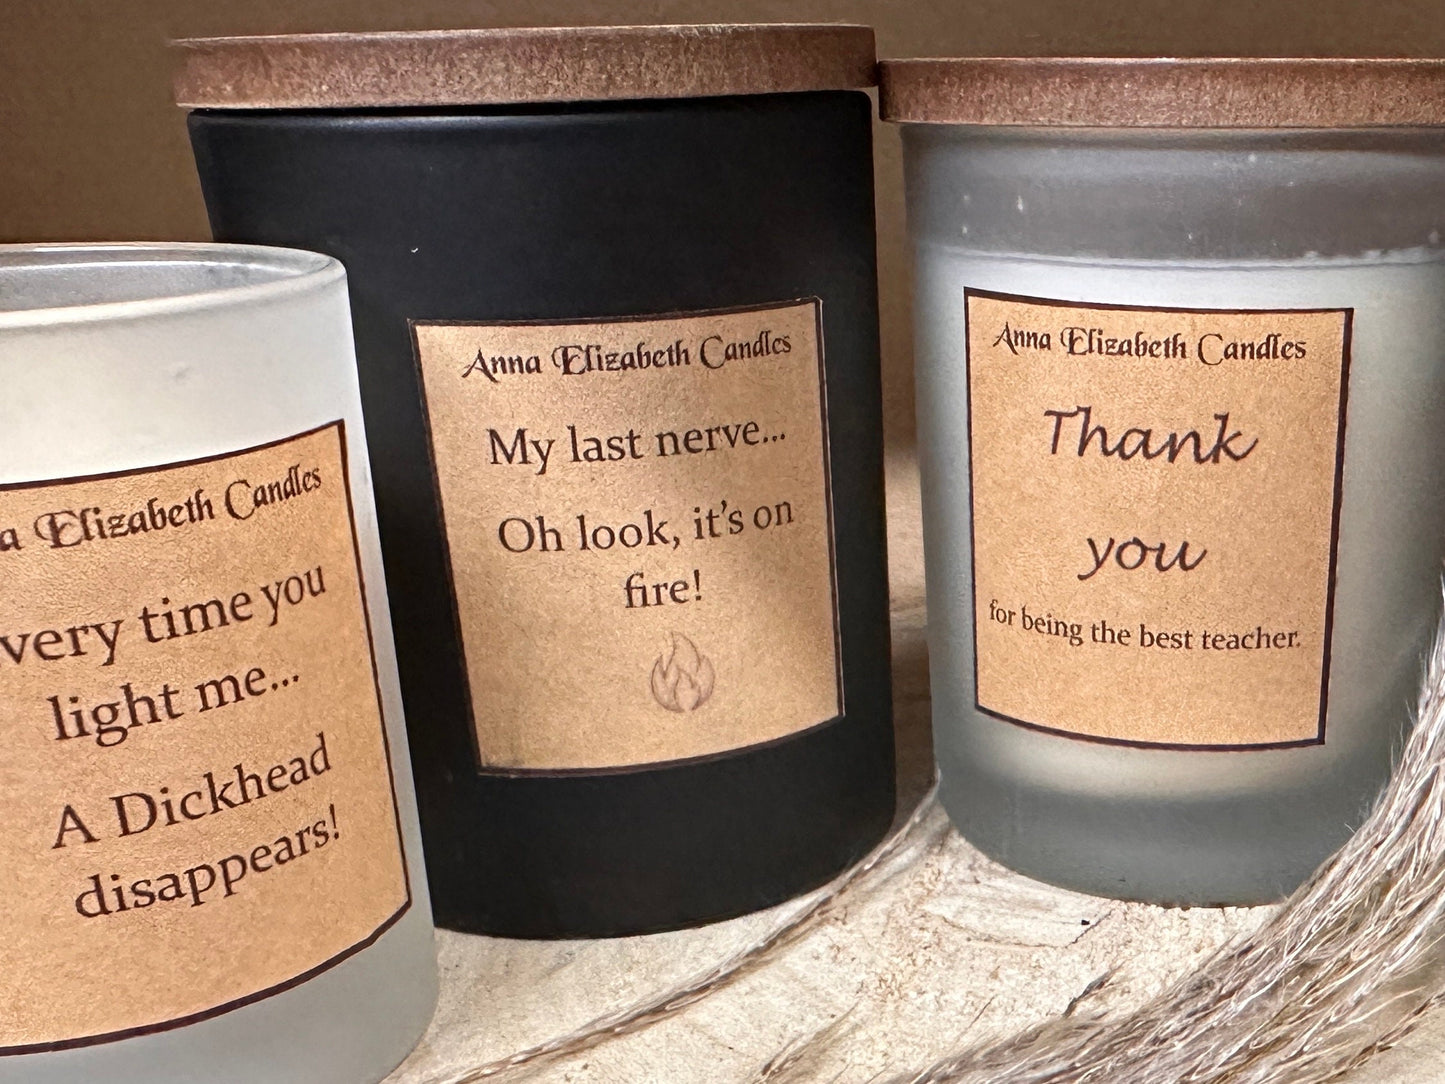 a Elizabeth Candles
very time you
light me...
A Dickhead
disappears!
Anna Elizabeth Candles
My last nerve...
Oh look, it's on
fire!
Anna Elizabeth Candles
Thank
you
for being the best teacher.